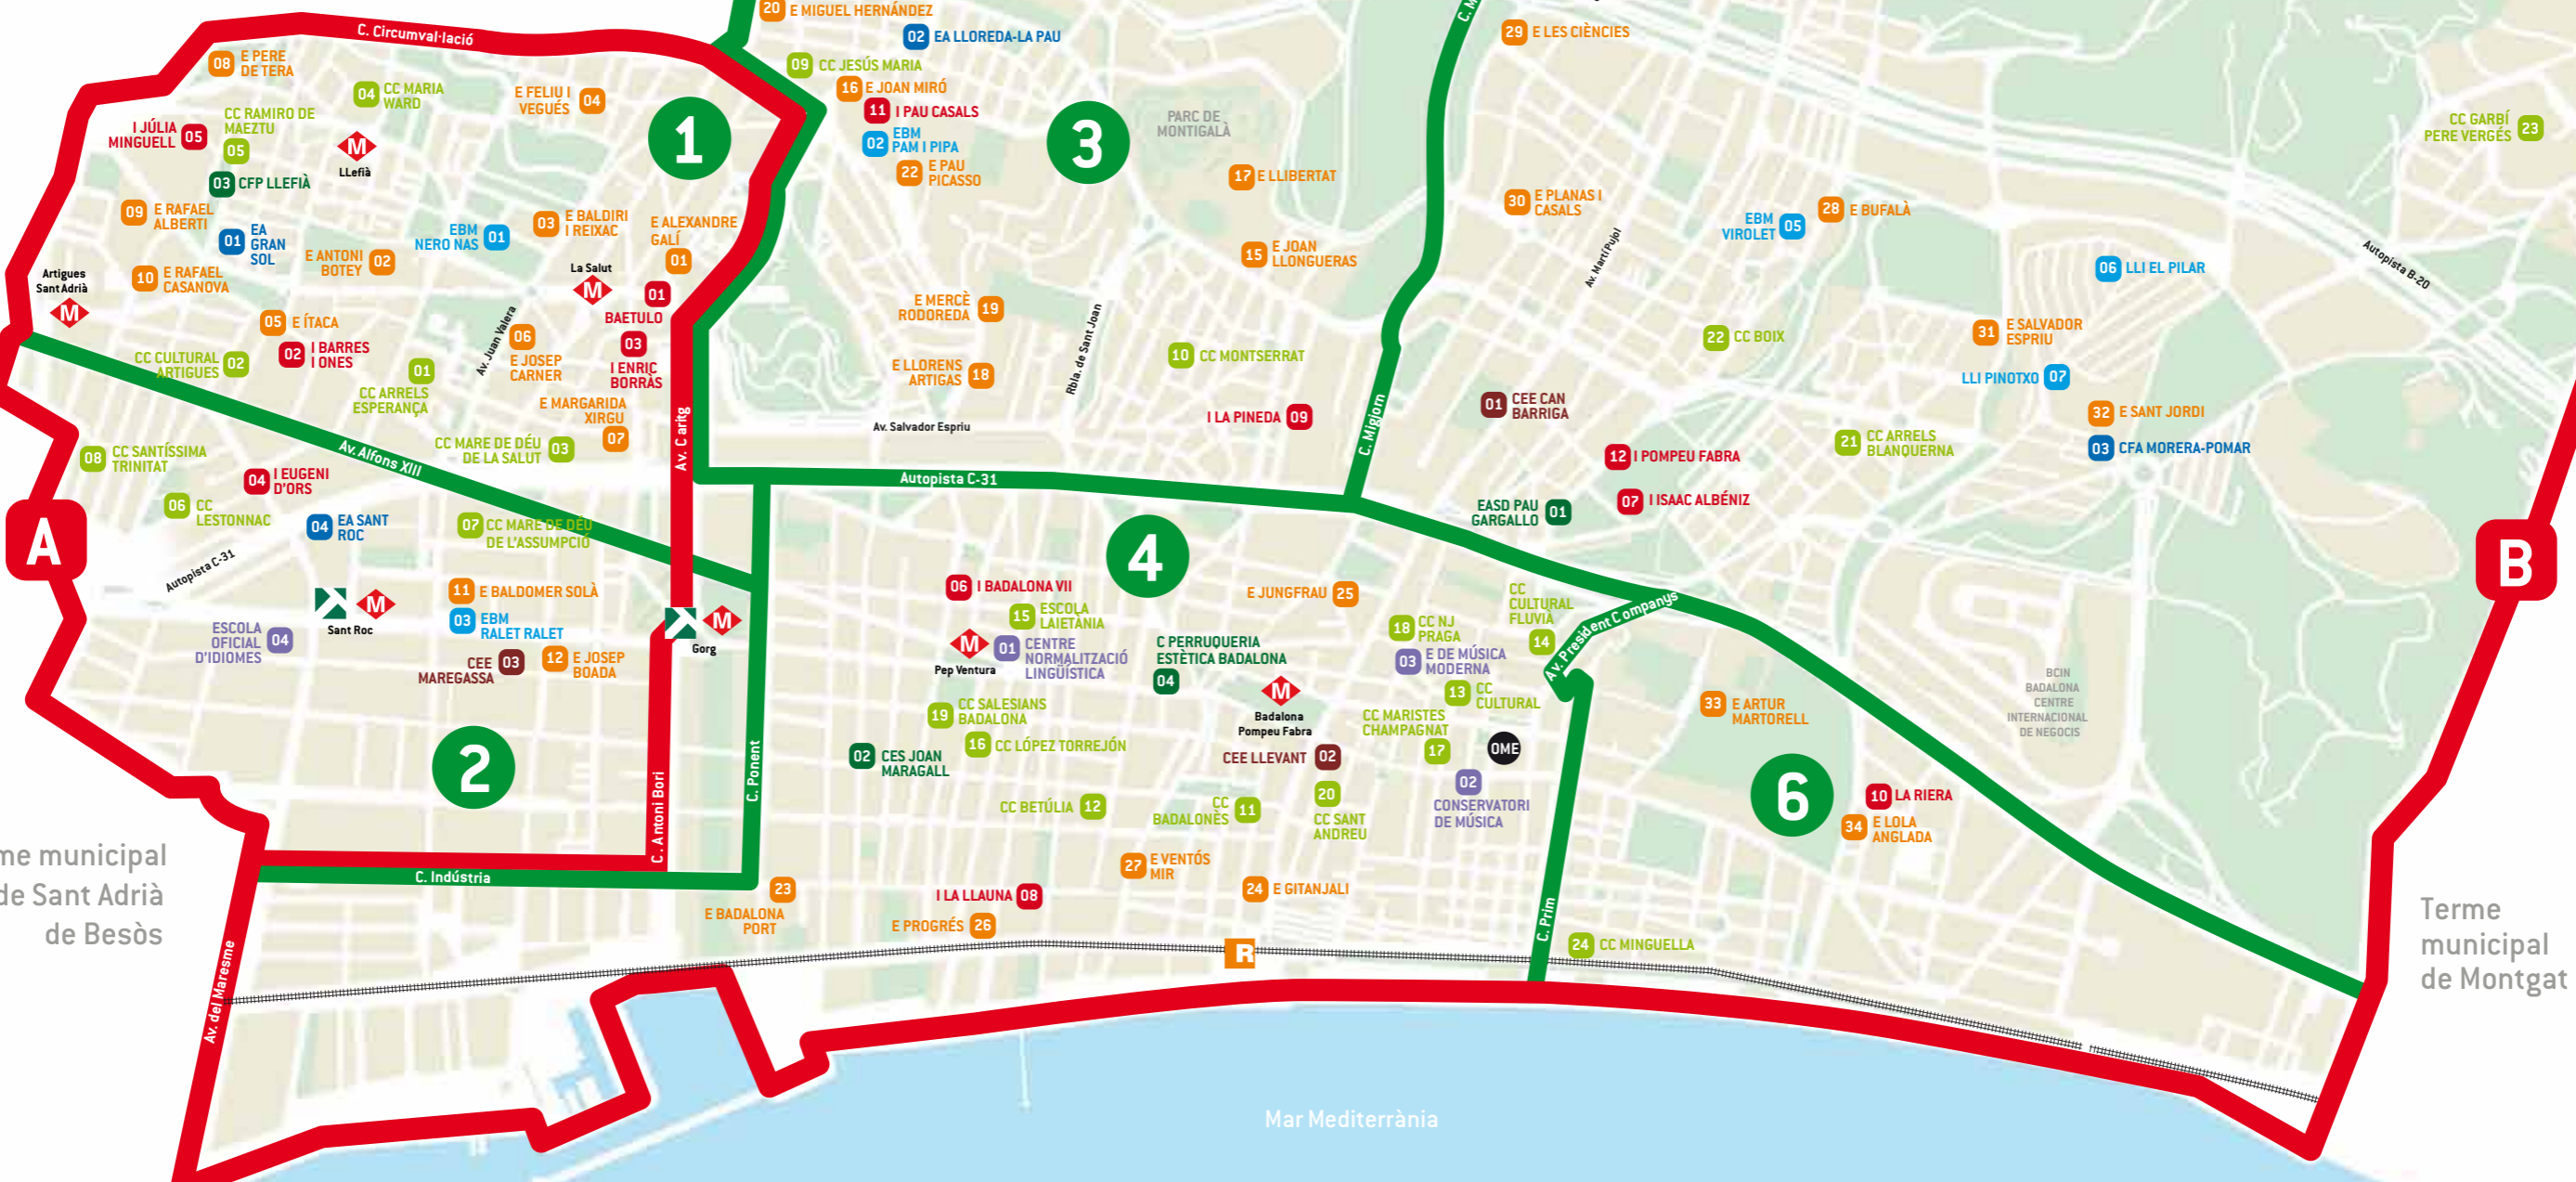 C. Circumval·lació
08 E PERE
DE TERA
04 CC MARIA
WARD
E FELIU I
VEGUÉS 04
CC RAMIRO DE
MAEZTU
05
I JÚLIA
MINGUELL 05
M
LLefià
03 CFP LLEFIÀ
1
09 E RAFAEL
ALBERTI
01 EA
GRAN
SOL
EBM
NERO NAS 01
03 E BALDIRI
I REIXAC
E ALEXANDRE
GALÍ
01
E ANTONI
BOTEY 02
10 E RAFAEL
CASANOVA
Artigues
Sant Adrià
M
La Salut
M
01
BAETULO
05 E ÍTACA
02 I BARRES
I ONES
CC CULTURAL
ARTIGUES 02
01
CC ARRELS
ESPERANÇA
Av. Juan Valera
06
E JOSEP
CARNER
03
I ENRIC
BORRÀS
E MARGARIDA
XIRGU
07
CC MARE DE DÉU
DE LA SALUT 03
Av. Caritg
Av. Alfons XIII
08 CC SANTÍSSIMA
TRINITAT
04 I EUGENI
D'ORS
06 CC
LESTONNAC
04 EA SANT
ROC
07 CC MARE DE DÉU
DE L'ASSUMPCIÓ
A
Autopista C-31
M
Sant Roc
11 E BALDOMER SOLÀ
03 EBM
RALET RALET
ESCOLA
OFICIAL
D'IDIOMES 04
CEE
MAREGASSA 03
12 E JOSEP
BOADA
M
Gorg
2
C. Antoni Bori
C. Ponent
C. Indústria
me municipal
de Sant Adrià
de Besòs
Av. del Maresme
20 E MIGUEL HERNÁNDEZ
02 EA LLOREDA-LA PAU
09 CC JESÚS MARIA
16 E JOAN MIRÓ
11 I PAU CASALS
02 EBM
PAM I PIPA
22 E PAU
PICASSO
3
PARC DE
MONTIGALÀ
17 E LLIBERTAT
15 E JOAN
LLONGUERAS
E MERCÈ
RODOREDA 19
Rbla. de Sant Joan
E LLORENS
ARTIGAS 18
10 CC MONTSERRAT
I LA PINEDA 09
Av. Salvador Espriu
C. Migjorn
C. M
Autopista C-31
4
06 I BADALONA VII
15 ESCOLA
LAIETÀNIA
M
Pep Ventura
01 CENTRE
NORMALITZACIÓ
LINGÜÍSTICA
E JUNGFRAU 25
C PERRUQUERIA
ESTÈTICA BADALONA
04
M
Badalona
Pompeu Fabra
18 CC NJ
PRAGA
03 E DE MÚSICA
MODERNA
CC
CULTURAL
FLUVIÀ
14
13 CC
CULTURAL
19 CC SALESIANS
BADALONA
16 CC LÓPEZ TORREJÓN
02 CES JOAN
MARAGALL
CC MARISTES
CHAMPAGNAT
17
OME
CEE LLEVANT 02
02
CONSERVATORI
DE MÚSICA
CC BETÚLIA 12
CC
BADALONÈS 11
20
CC SANT
ANDREU
27 E VENTÓS
MIR
24 E GITANJALI
I LA LLAUNA 08
E PROGRÉS 26
23
E BADALONA
PORT
R
29 E LES CIÈNCIES
CC GARBÍ
PERE VERGÉS 23
30 E PLANAS I
CASALS
EBM
VIROLET 05
28 E BUFALÀ
Av. Martí Pujol
06 LLI EL PILAR
Autopista B-20
22 CC BOIX
31 E SALVADOR
ESPRIU
LLI PINOTXO 07
01 CEE CAN
BARRIGA
32 E SANT JORDI
03 CFA MORERA-POMAR
12 I POMPEU FABRA
21 CC ARRELS
BLANQUERNA
07 I ISAAC ALBÉNIZ
EASD PAU
GARGALLO 01
B
Av. President Companys
C. Prim
33 E ARTUR
MARTORELL
BCIN
BADALONA
CENTRE
INTERNACIONAL
DE NEGOCIS
6
10 LA RIERA
34 E LOLA
ANGLADA
24 CC MINGUELLA
Terme
municipal
de Montgat
Mar Mediterrània